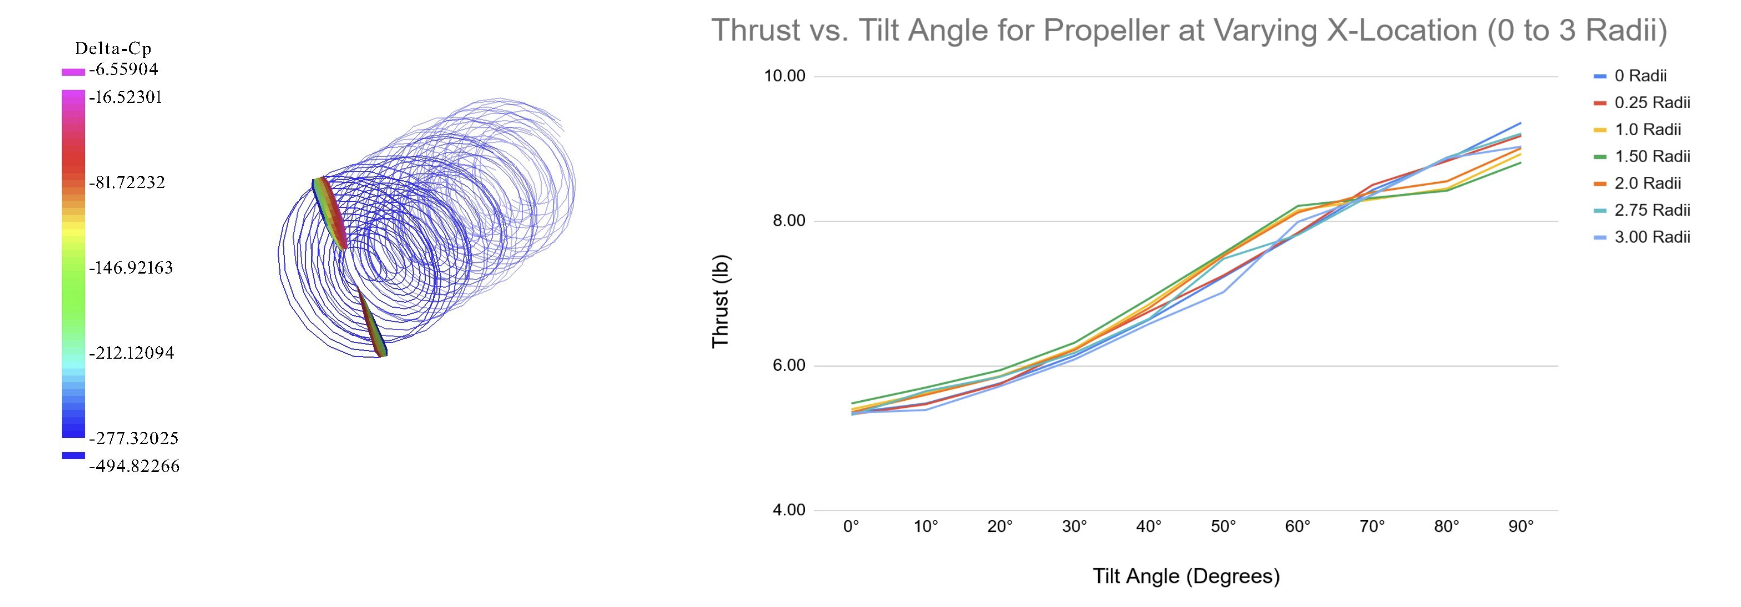 Delta-Cp
-6.55904
-16.52301
-81.72232
-146.92163
-212.12094
-277.32025
-494.82266
Thrust vs. Tilt Angle for Propeller at Varying X-Location (0 to 3 Radii)
10.00
8.00
6.00
4.00
Thrust (lb)
0°
10°
20°
30°
40°
50°
60°
70°
80°
90°
Tilt Angle (Degrees)
0 Radii
0.25 Radii
1.0 Radii
1.50 Radii
2.0 Radii
2.75 Radii
3.00 Radii